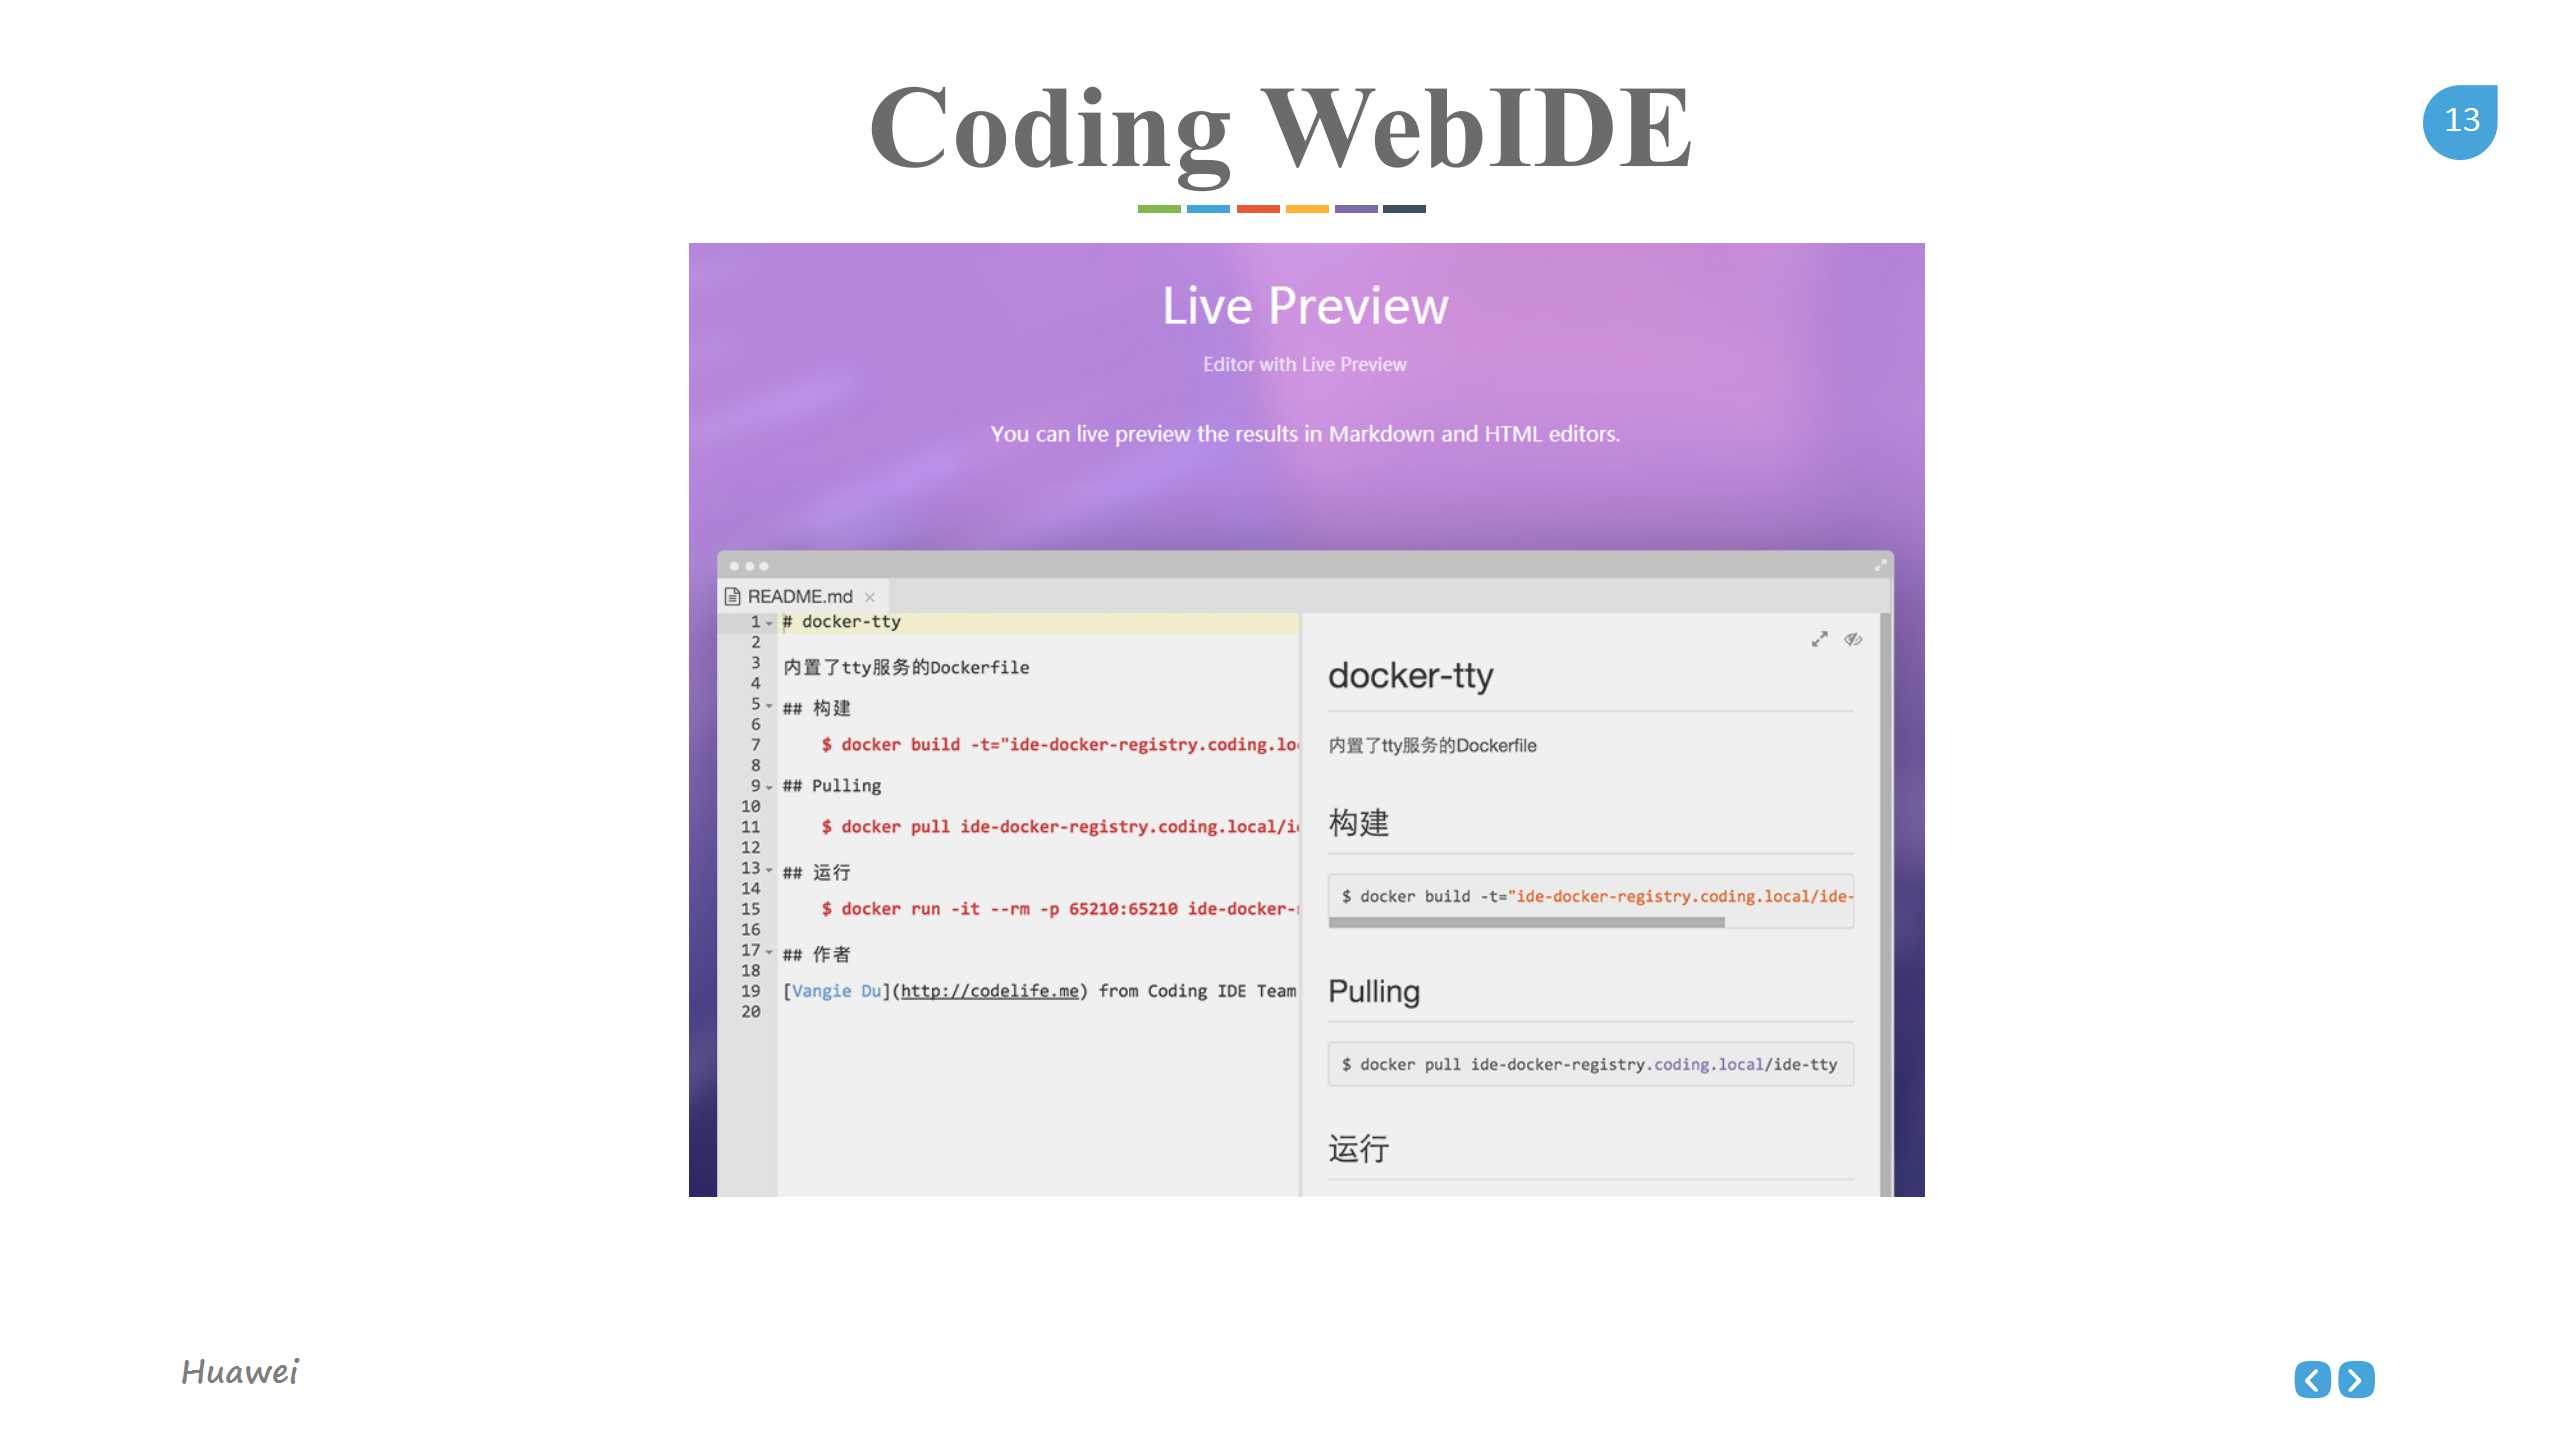 Coding WebIDE
13
Live Preview
Editor with Live Preview
You can live preview the results in Markdown and HTML editors.
README.md
1 # docker-tty
2
3 内置了tty服务的Dockerfile
4
5 ## 构建
6
7 $ docker build -t="ide-docker-registry.coding.lo
8
9 ## Pulling
10
11 $ docker pull ide-docker-registry.coding.local/i
12
13 ## 运行
14
15 $ docker run -it --rm -p 65210:65210 ide-docker-
16
17 ## 作者
18
19 [Vangie Du](http://codelife.me) from Coding IDE Team
20
docker-tty
内置了tty服务的Dockerfile
构建
$ docker build -t="ide-docker-registry.coding.local/ide-
Pulling
$ docker pull ide-docker-registry.coding.local/ide-tty
运行
Huawei